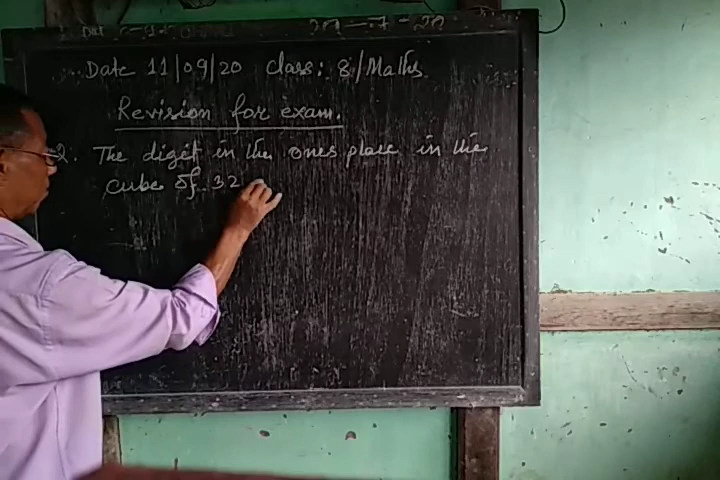 Date 11/09/20 Class: 8/Maths
Revision for exam.
2. The digit in the ones place in the
cube of 32